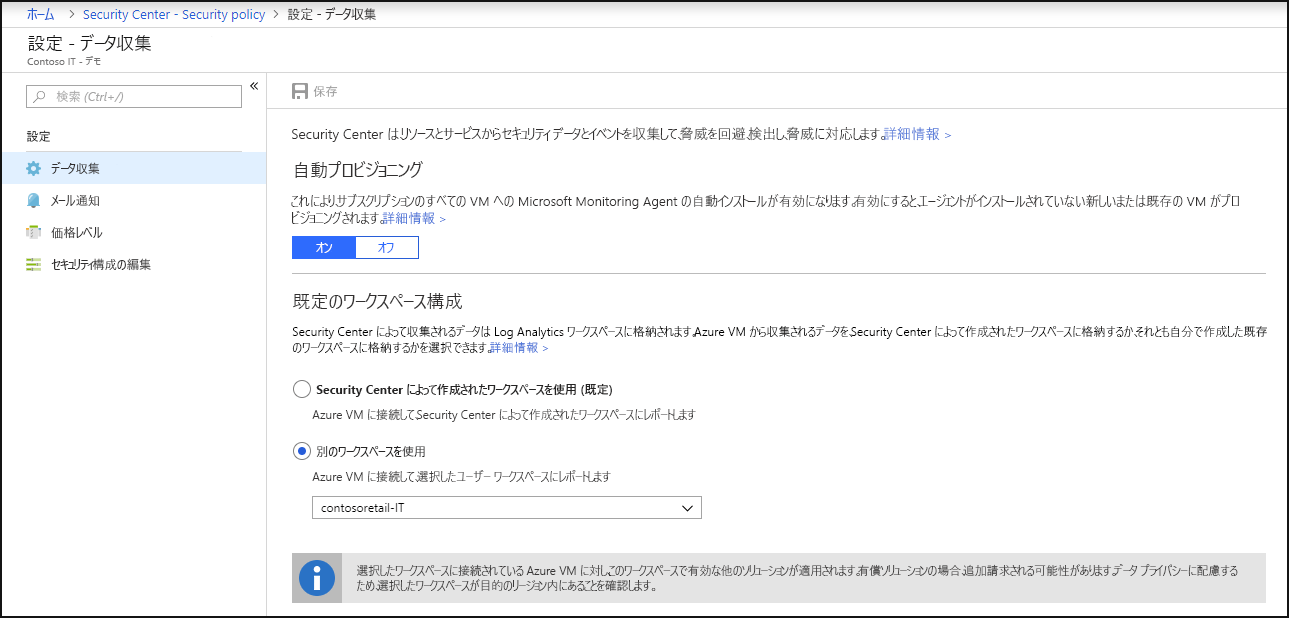 ホーム > Security Center - Security policy > 設定 - データ収集
設定 - データ収集
Contoso IT - デモ
検索 (Ctrl+/)
«
設定
データ収集
メール通知
価格レベル
セキュリティ構成の編集
保存
Security Center はリソースとサービスからセキュリティ データとイベントを収集して、脅威を回避、検出し、脅威に対応します。詳細情報 >
自動プロビジョニング
これにより、サブスクリプションのすべての VM への Microsoft Monitoring Agent の自動インストールが有効になります。有効にすると、エージェントがインストールされていない新しいまたは既存の VM がプロ
ビジョニングされます。詳細情報 >
オン オフ
既定のワークスペース構成
Security Center によって収集されるデータは Log Analytics ワークスペースに格納されます。Azure VM から収集されるデータを、Security Center によって作成されたワークスペースに格納するか、それとも自分で作成した既存
のワークスペースに格納するかを選択できます。詳細情報 >
Security Center によって作成されたワークスペースを使用 (既定)
Azure VM に接続して、Security Center によって作成されたワークスペースにレポートします
別のワークスペースを使用
Azure VM に接続して、選択したユーザー ワークスペースにレポートします
contosoretail-IT
選択したワークスペースに接続されている Azure VM に対し、このワークスペースで有効な他のソリューションが適用されます。有償ソリューションの場合、追加請求される可能性があります。データ プライバシーに配慮する
ため、選択したワークスペースが目的のリージョン内にあることを確認します。